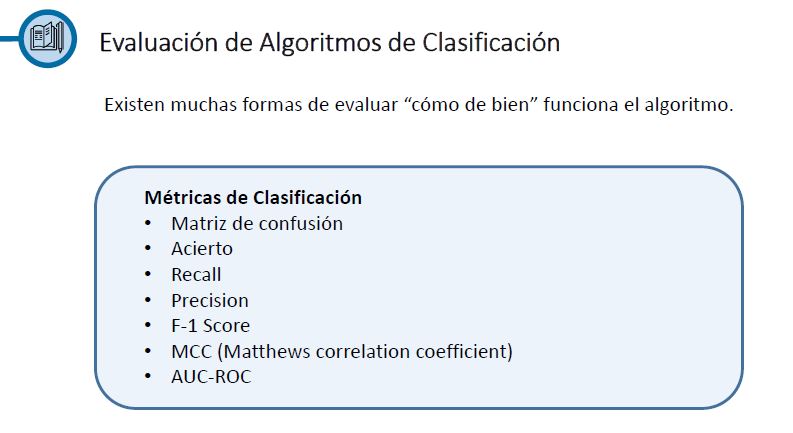 Evaluación de Algoritmos de Clasificación
Existen muchas formas de evaluar “cómo de bien” funciona el algoritmo.
Métricas de Clasificación
• Matriz de confusión
• Acierto
• Recall
• Precision
• F-1 Score
• MCC (Matthews correlation coefficient)
• AUC-ROC